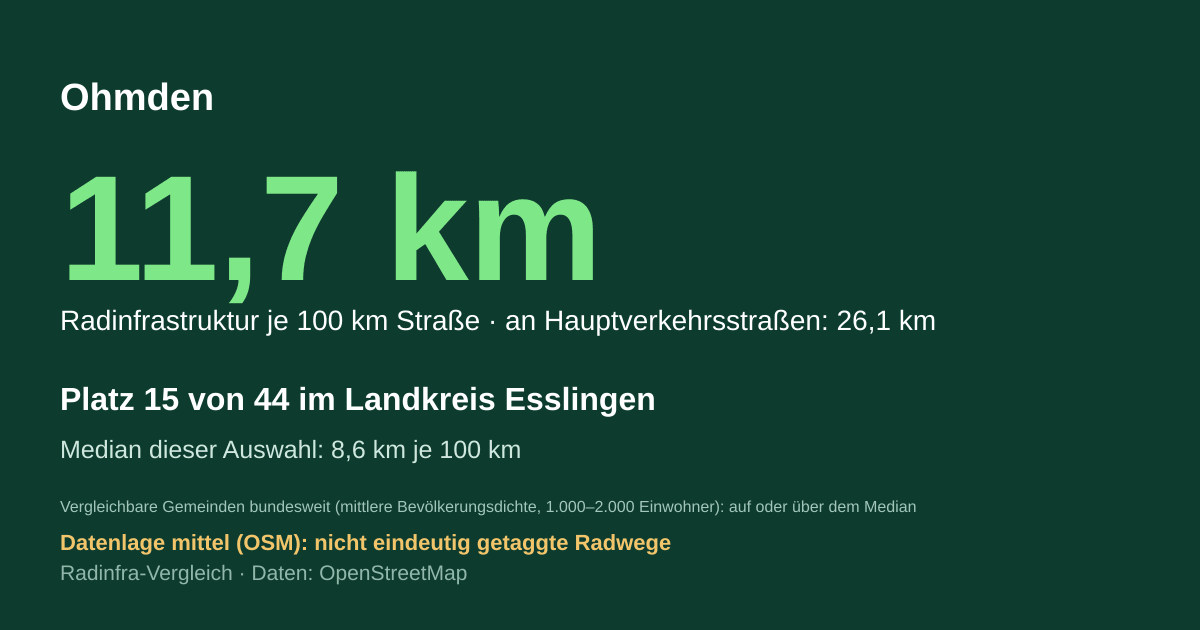 Ohmden
11,7 km
Radinfrastruktur je 100 km Straße · an Hauptverkehrsstraßen: 26,1 km
Platz 15 von 44 im Landkreis Esslingen
Median dieser Auswahl: 8,6 km je 100 km
Vergleichbare Gemeinden bundesweit (mittlere Bevölkerungsdichte, 1.000–2.000 Einwohner): auf oder über dem Median
Datenlage mittel (OSM): nicht eindeutig getaggte Radwege
Radinfra-Vergleich · Daten: OpenStreetMap